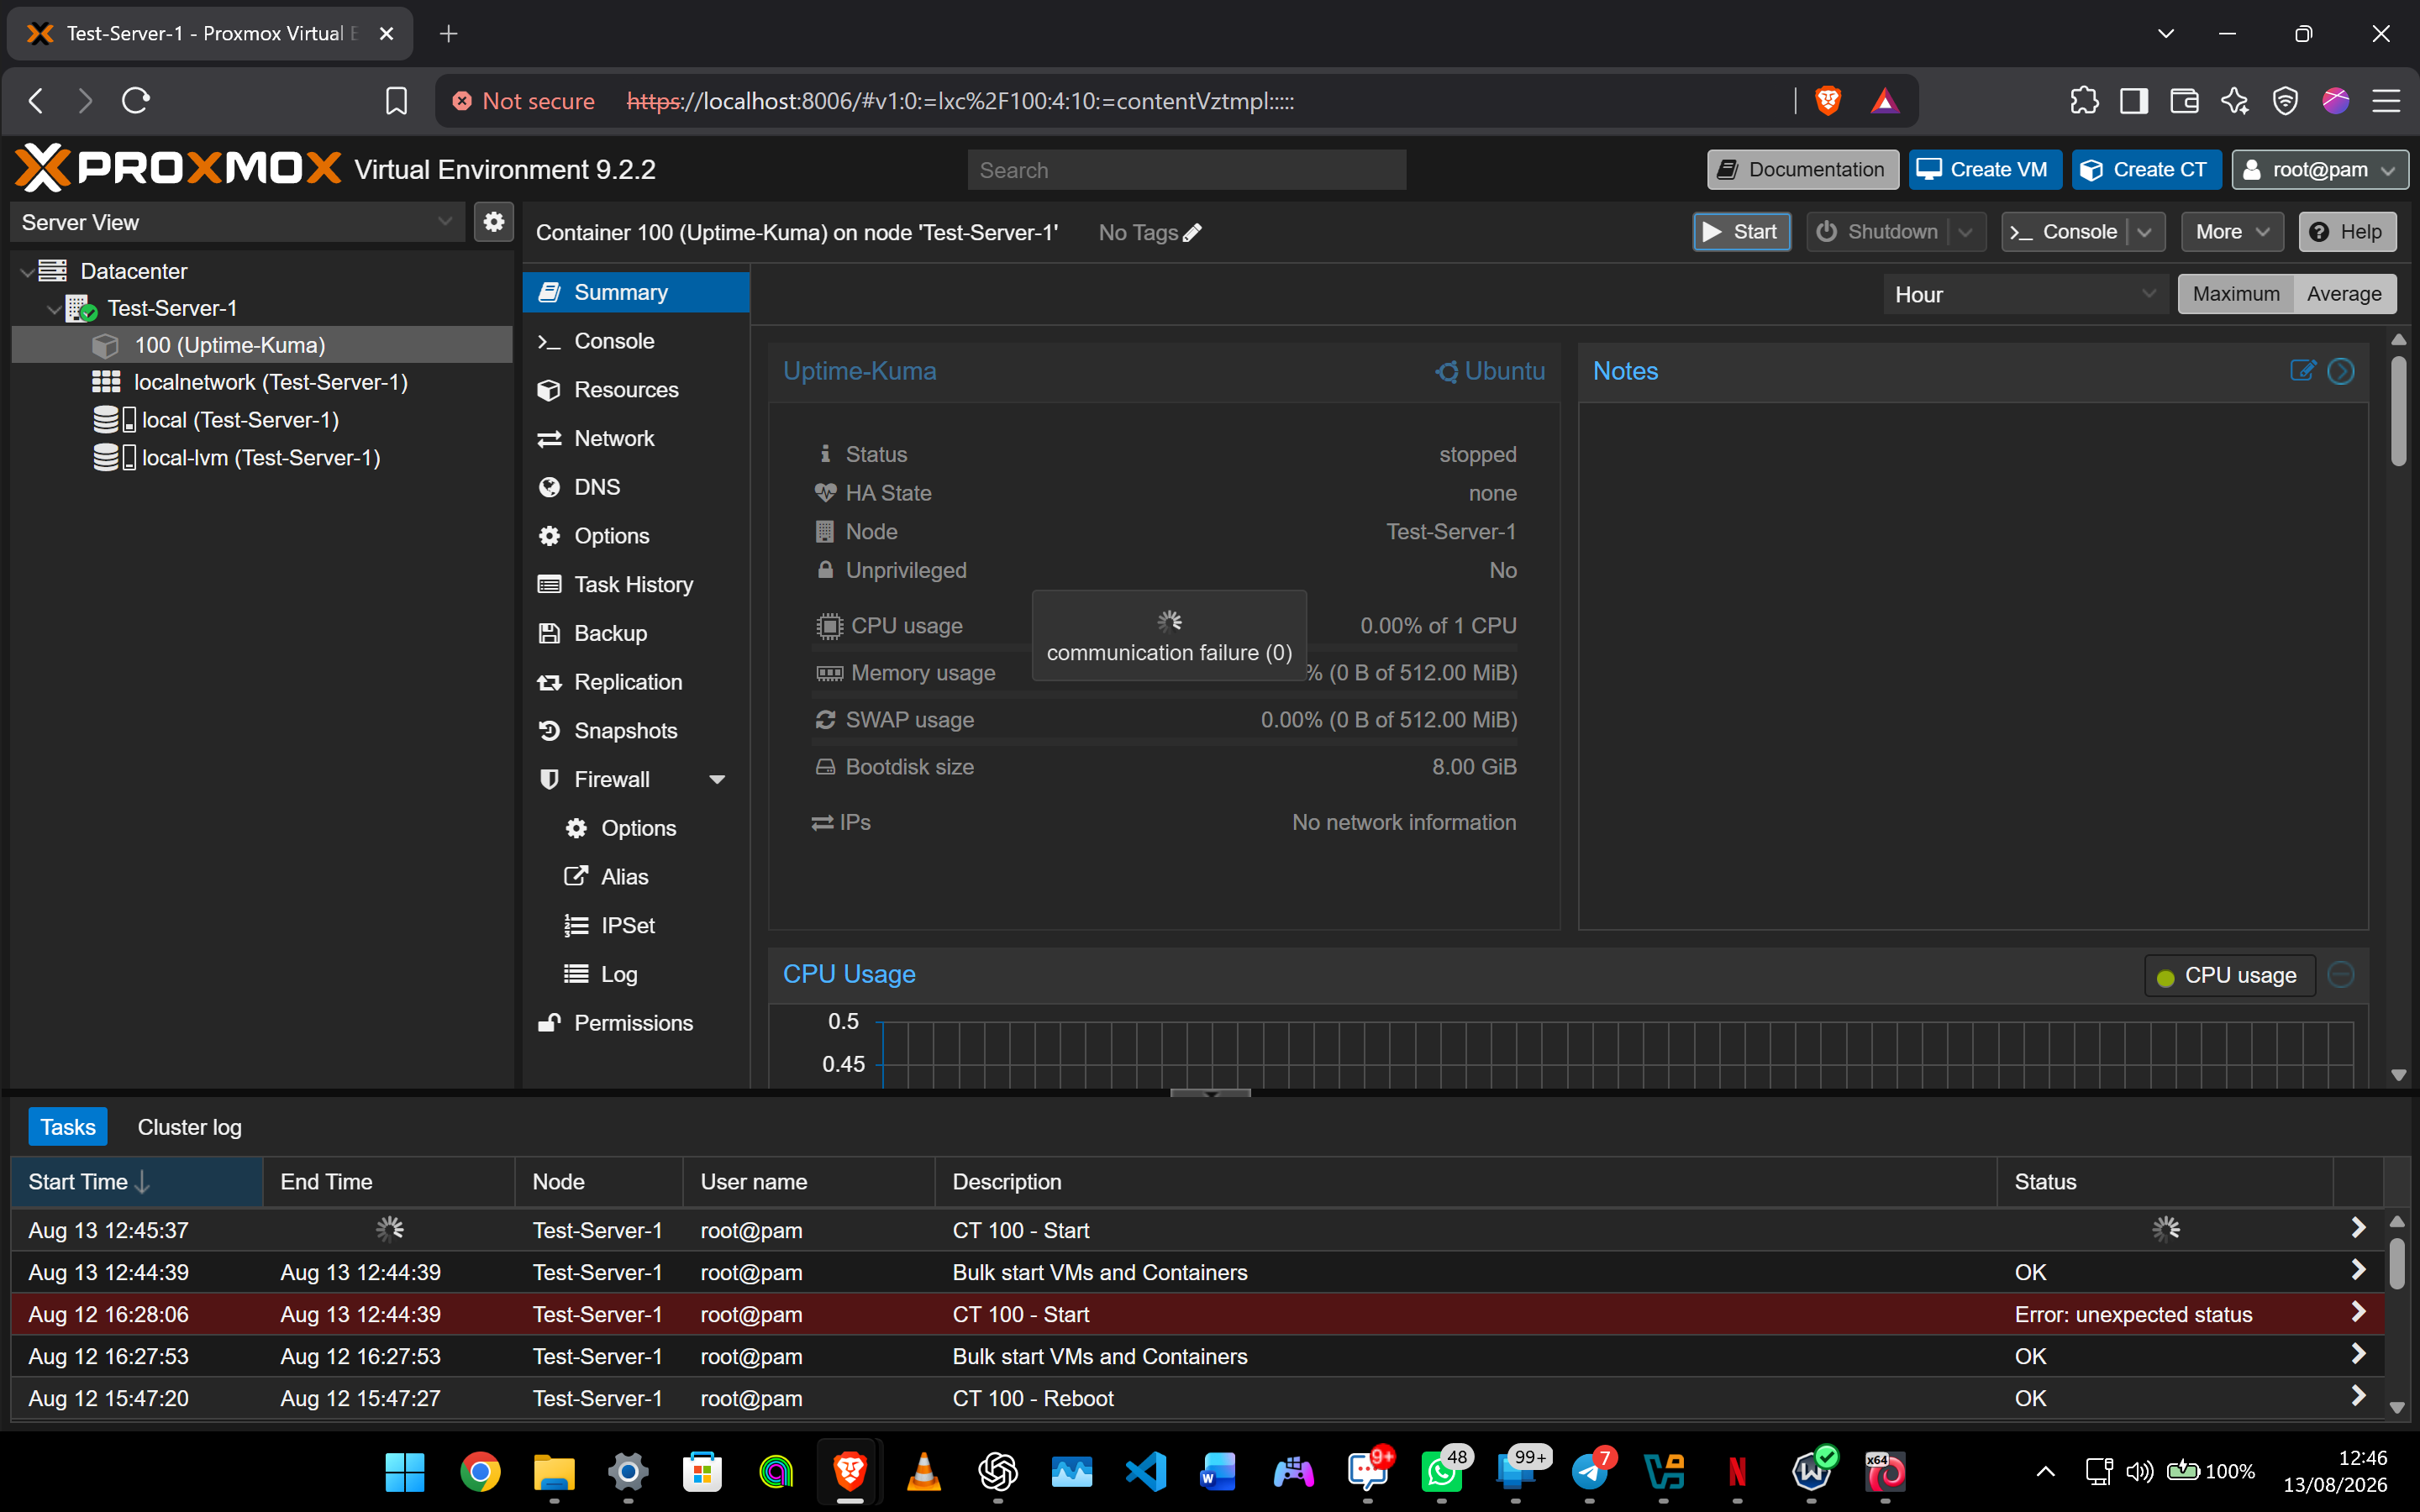 Test-Server-1 - Proxmox Virtual E
Not secure https://localhost:8006/#v1:0:=lxc%2F100:4:10:=contentVztmpl:::::
PROXMOX Virtual Environment 9.2.2
Search
Documentation
Create VM
Create CT
root@pam
Server View
Container 100 (Uptime-Kuma) on node 'Test-Server-1'
No Tags
Start
Shutdown
Console
More
Help
Datacenter
Test-Server-1
100 (Uptime-Kuma)
localnetwork (Test-Server-1)
local (Test-Server-1)
local-lvm (Test-Server-1)
Summary
Console
Resources
Network
DNS
Options
Task History
Backup
Replication
Snapshots
Firewall
Options
Alias
IPSet
Log
Permissions
Hour
Maximum
Average
Uptime-Kuma
Ubuntu
Status stopped
HA State none
Node Test-Server-1
Unprivileged No
CPU usage 0.00% of 1 CPU
communication failure (0)
Memory usage % (0 B of 512.00 MiB)
SWAP usage 0.00% (0 B of 512.00 MiB)
Bootdisk size 8.00 GiB
IPs No network information
Notes
CPU Usage
CPU usage
0.5
0.45
Tasks
Cluster log
Start Time End Time Node User name Description Status
Aug 13 12:45:37 Test-Server-1 root@pam CT 100 - Start
Aug 13 12:44:39 Aug 13 12:44:39 Test-Server-1 root@pam Bulk start VMs and Containers OK
Aug 12 16:28:06 Aug 13 12:44:39 Test-Server-1 root@pam CT 100 - Start Error: unexpected status
Aug 12 16:27:53 Aug 12 16:27:53 Test-Server-1 root@pam Bulk start VMs and Containers OK
Aug 12 15:47:20 Aug 12 15:47:27 Test-Server-1 root@pam CT 100 - Reboot OK
9+
48
99+
7
x64
100%
12:46
13/08/2026